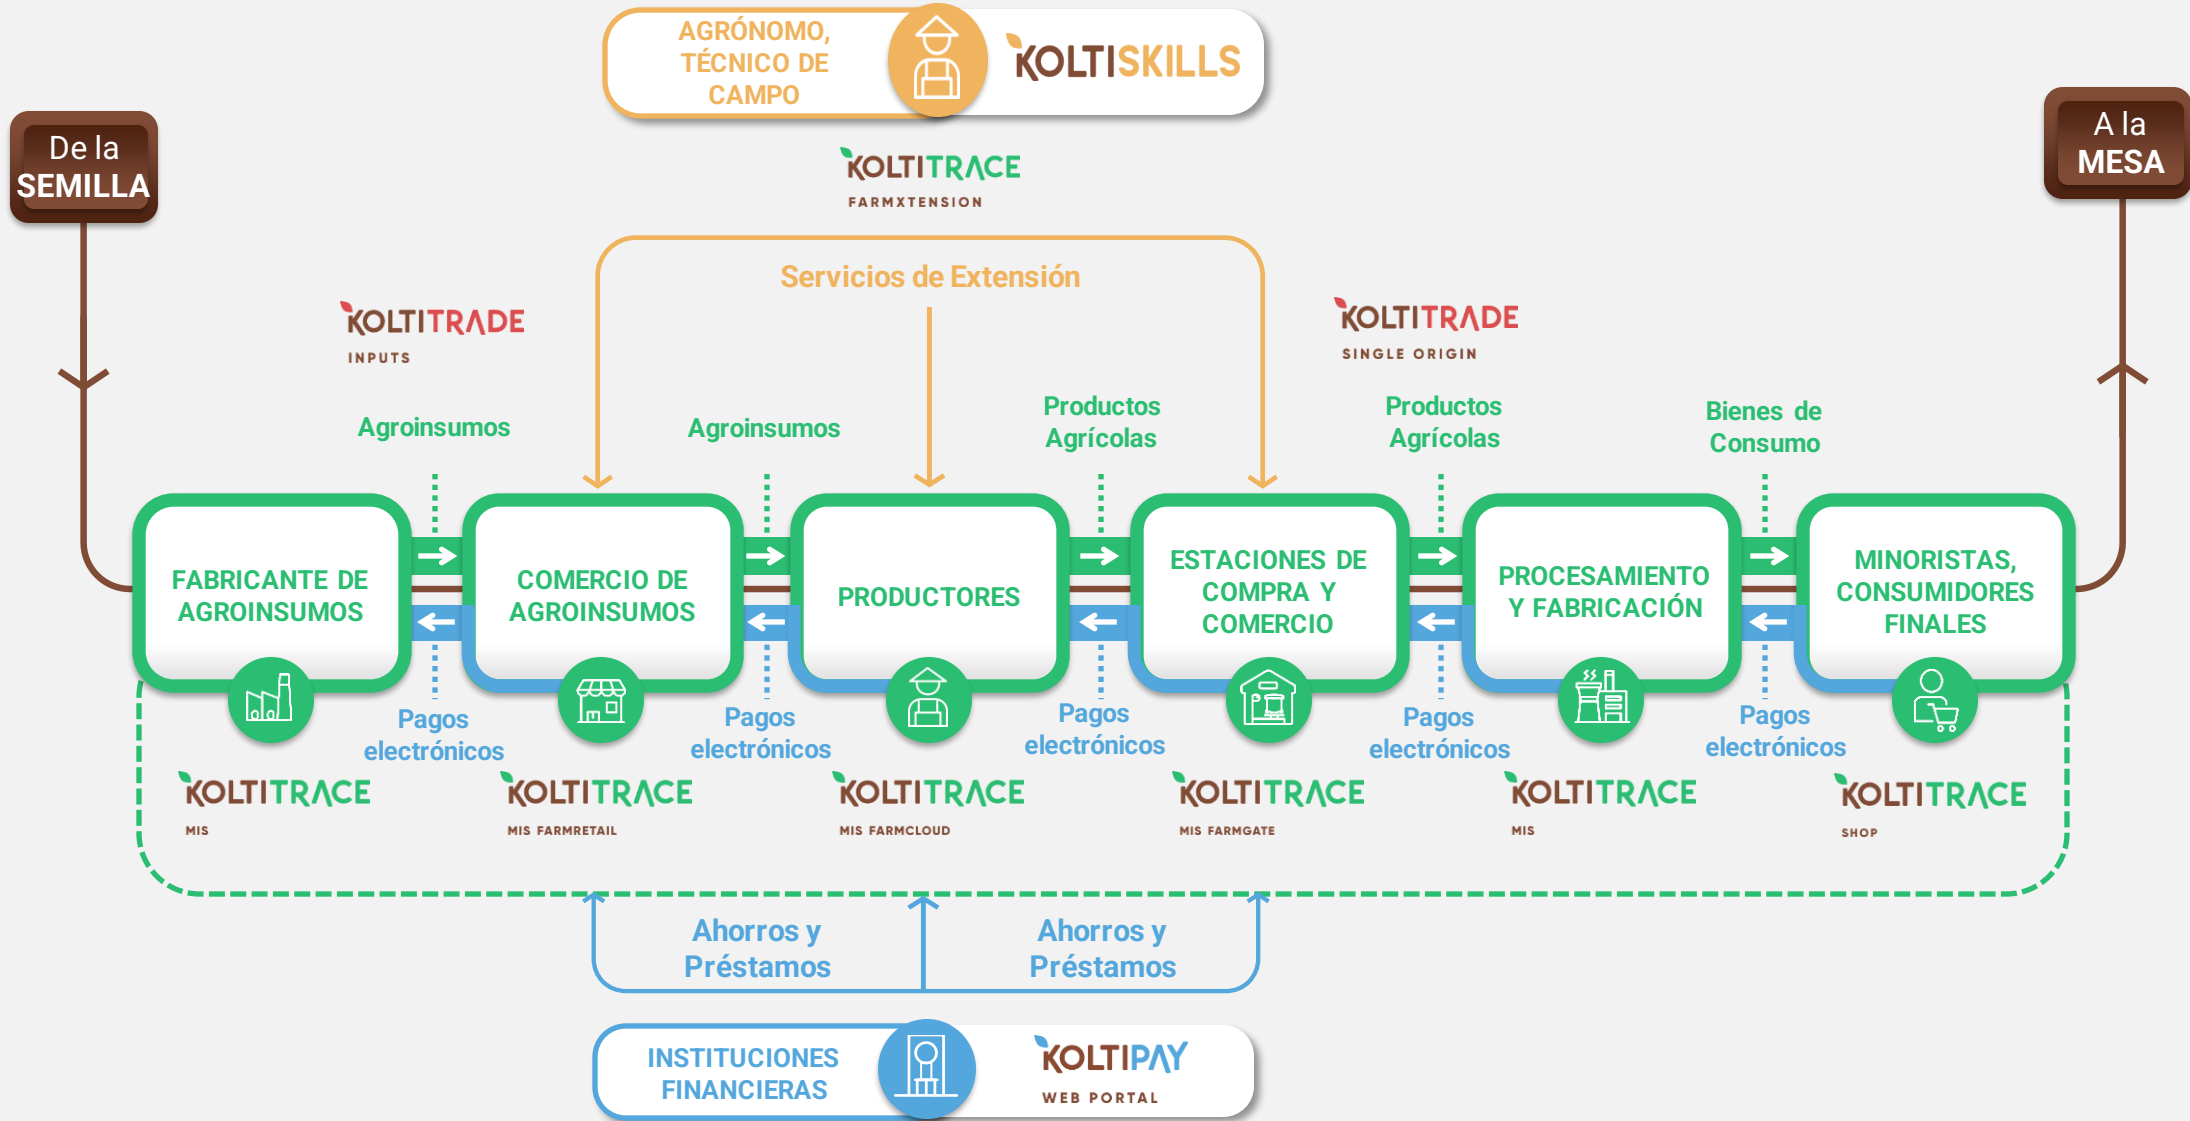 AGRÓNOMO,
TÉCNICO DE
CAMPO
KOLTISKILLS
De la
SEMILLA
A la
MESA
KOLTITRACE
FARMXTENSION
Servicios de Extensión
KOLTITRADE
INPUTS
KOLTITRADE
SINGLE ORIGIN
Agroinsumos
Agroinsumos
Productos
Agrícolas
Productos
Agrícolas
Bienes de
Consumo
FABRICANTE DE
AGROINSUMOS
COMERCIO DE
AGROINSUMOS
PRODUCTORES
ESTACIONES DE
COMPRA Y
COMERCIO
PROCESAMIENTO
Y FABRICACIÓN
MINORISTAS,
CONSUMIDORES
FINALES
Pagos
electrónicos
Pagos
electrónicos
Pagos
electrónicos
Pagos
electrónicos
Pagos
electrónicos
KOLTITRACE
MIS
KOLTITRACE
MIS FARMRETAIL
KOLTITRACE
MIS FARMCLOUD
KOLTITRACE
MIS FARMGATE
KOLTITRACE
MIS
KOLTITRACE
SHOP
Ahorros y
Préstamos
Ahorros y
Préstamos
INSTITUCIONES
FINANCIERAS
KOLTIPAY
WEB PORTAL